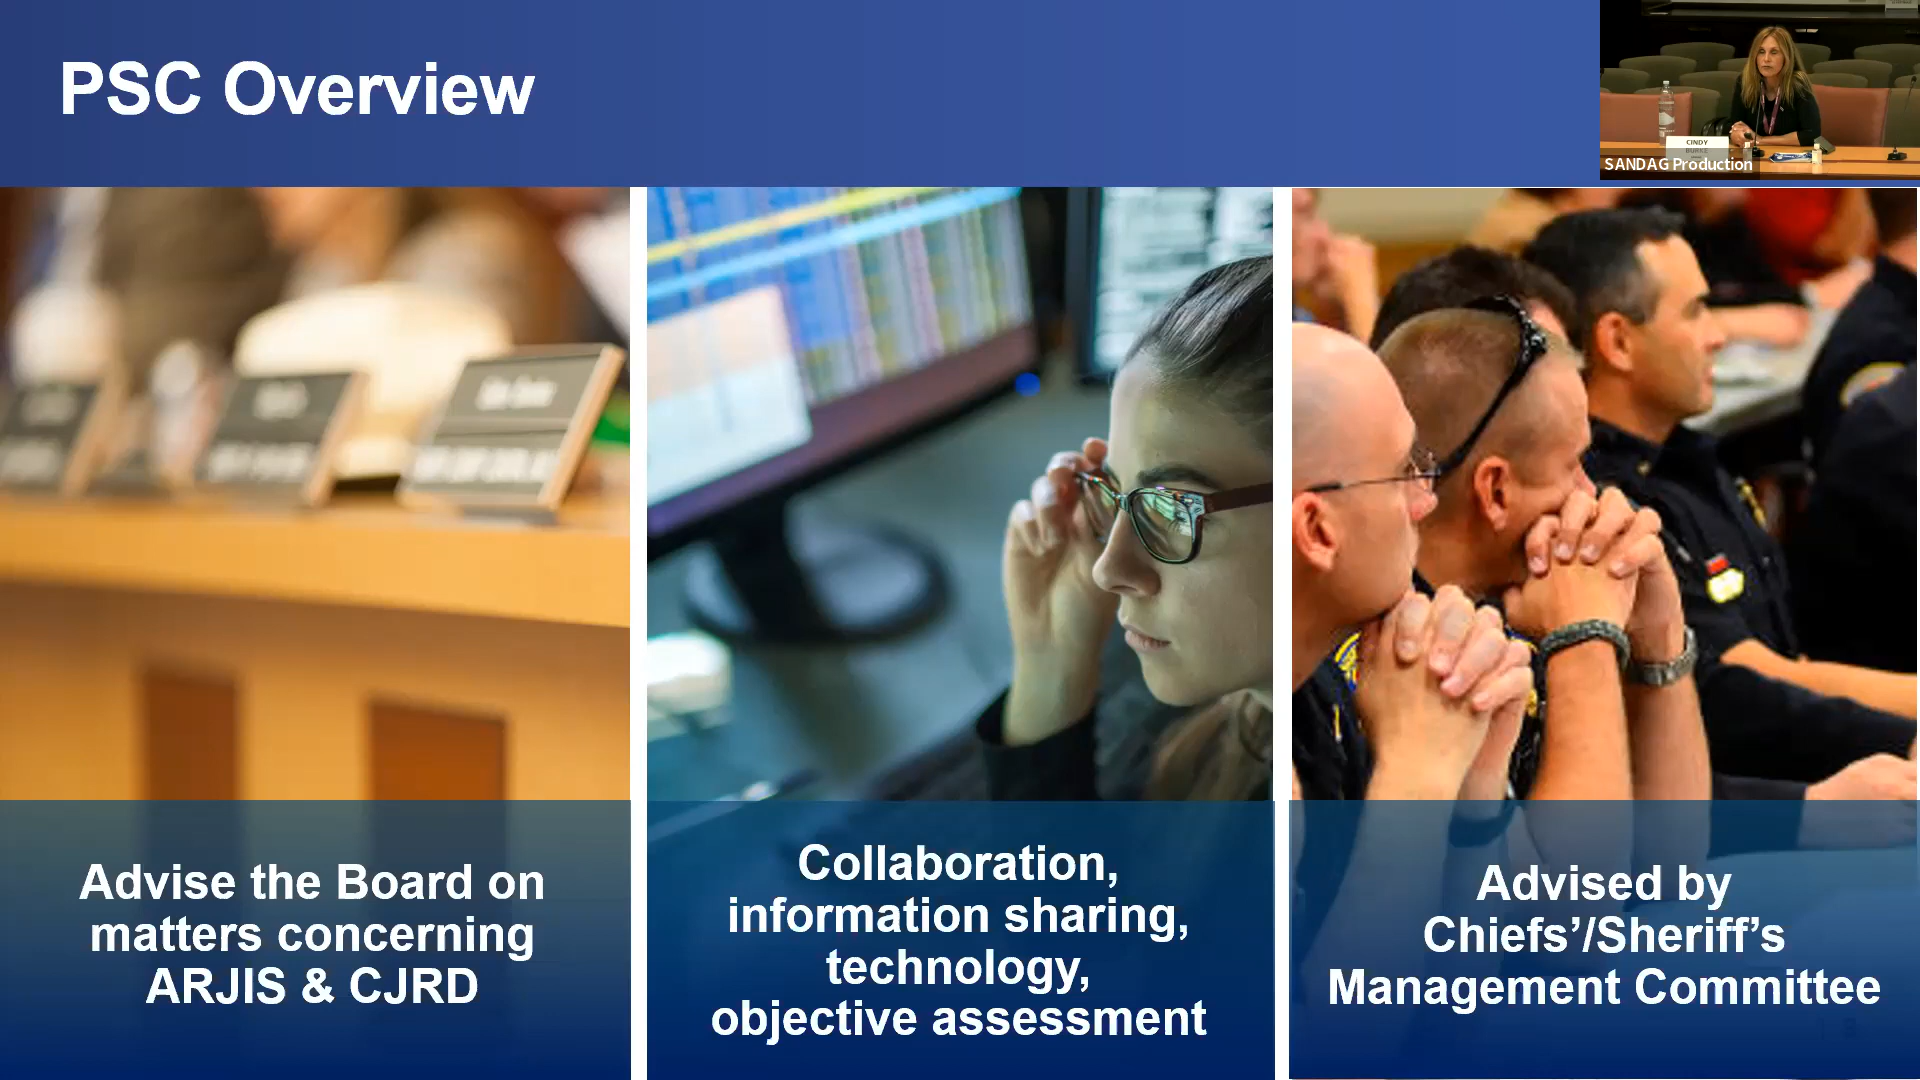 PSC Overview
CINDY
SANDAG Production
Advise the Board on
matters concerning
ARJIS & CJRD
Collaboration,
information sharing,
technology,
objective assessment
Advised by
Chiefs’/Sheriff’s
Management Committee